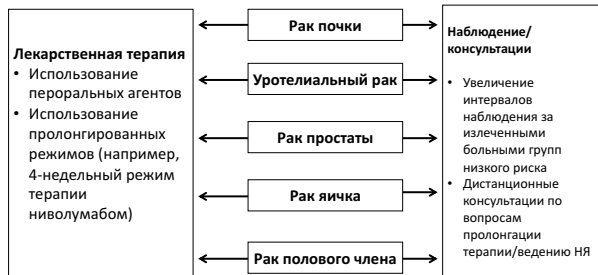 Лекарственная терапия
• Использование
пероральных агентов
• Использование
пролонгированных
режимов (например,
4-недельный режим
терапии
ниволумабом)
Рак почки
Уротелиальный рак
Рак простаты
Рак яичка
Рак полового члена
Наблюдение/
консультации
• Увеличение
интервалов
наблюдения за
излеченными
больными групп
низкого риска
• Дистанционные
консультации по
вопросам
пролонгации
терапии/ведению НЯ